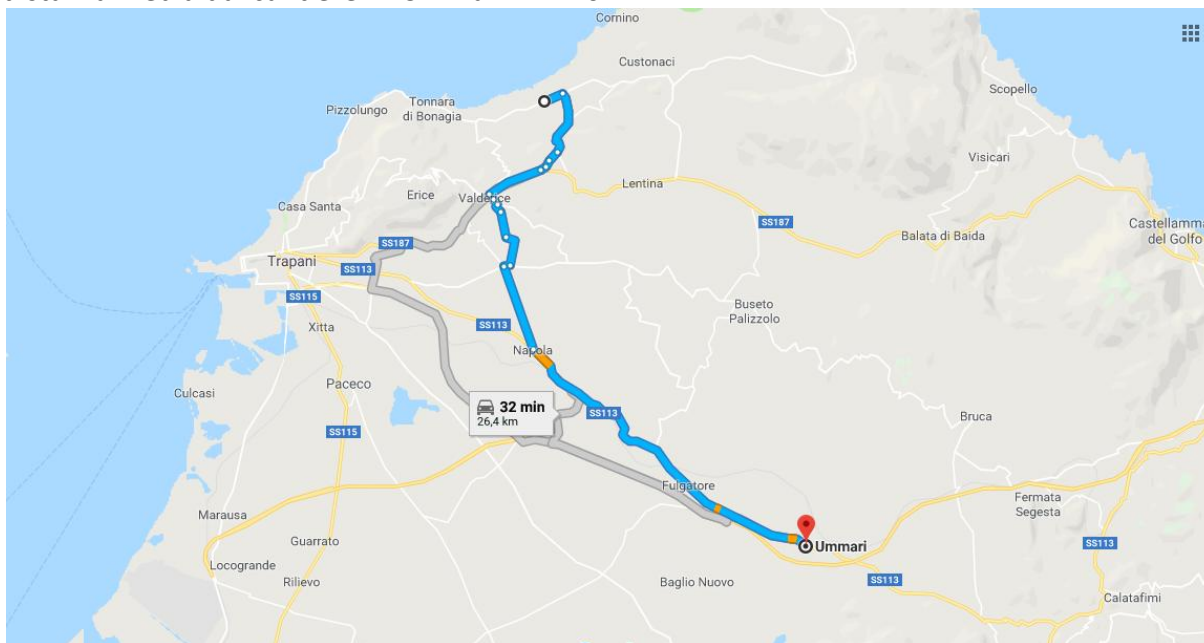 Cornino
Custonaci
Scopello
Tonnara
di Bonagia
Pizzolungo
Visicari
Lentina
Erice
Valderice
Casa Santa
SS187
Castellamma
del Golfo
Balata di Baida
SS187
Trapani
SS113
SS115
Buseto
Palizzolo
Xitta
SS113
Napola
Paceco
Culcasi
32 min
26,4 km
SS113
Bruca
SS115
Fulgatore
Fermata
Segesta
Marausa
Guarrato
Ummari
SS113
Locogrande
Rilievo
Baglio Nuovo
SS113
Calatafimi